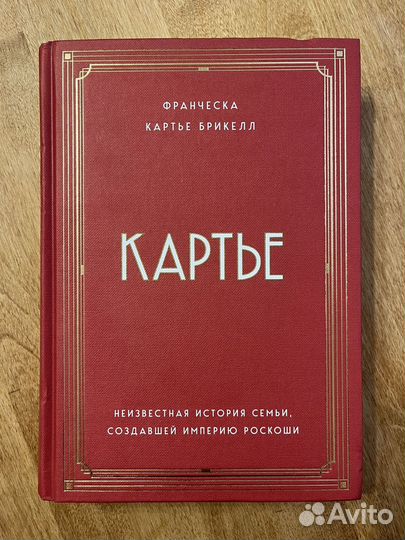 ФРАНЧЕСКА
КАРТЬЕ БРИКЕЛЛ
КАРТЬЕ
НЕИЗВЕСТНАЯ ИСТОРИЯ СЕМЬИ,
СОЗДАВШЕЙ ИМПЕРИЮ РОСКОШИ
Avito